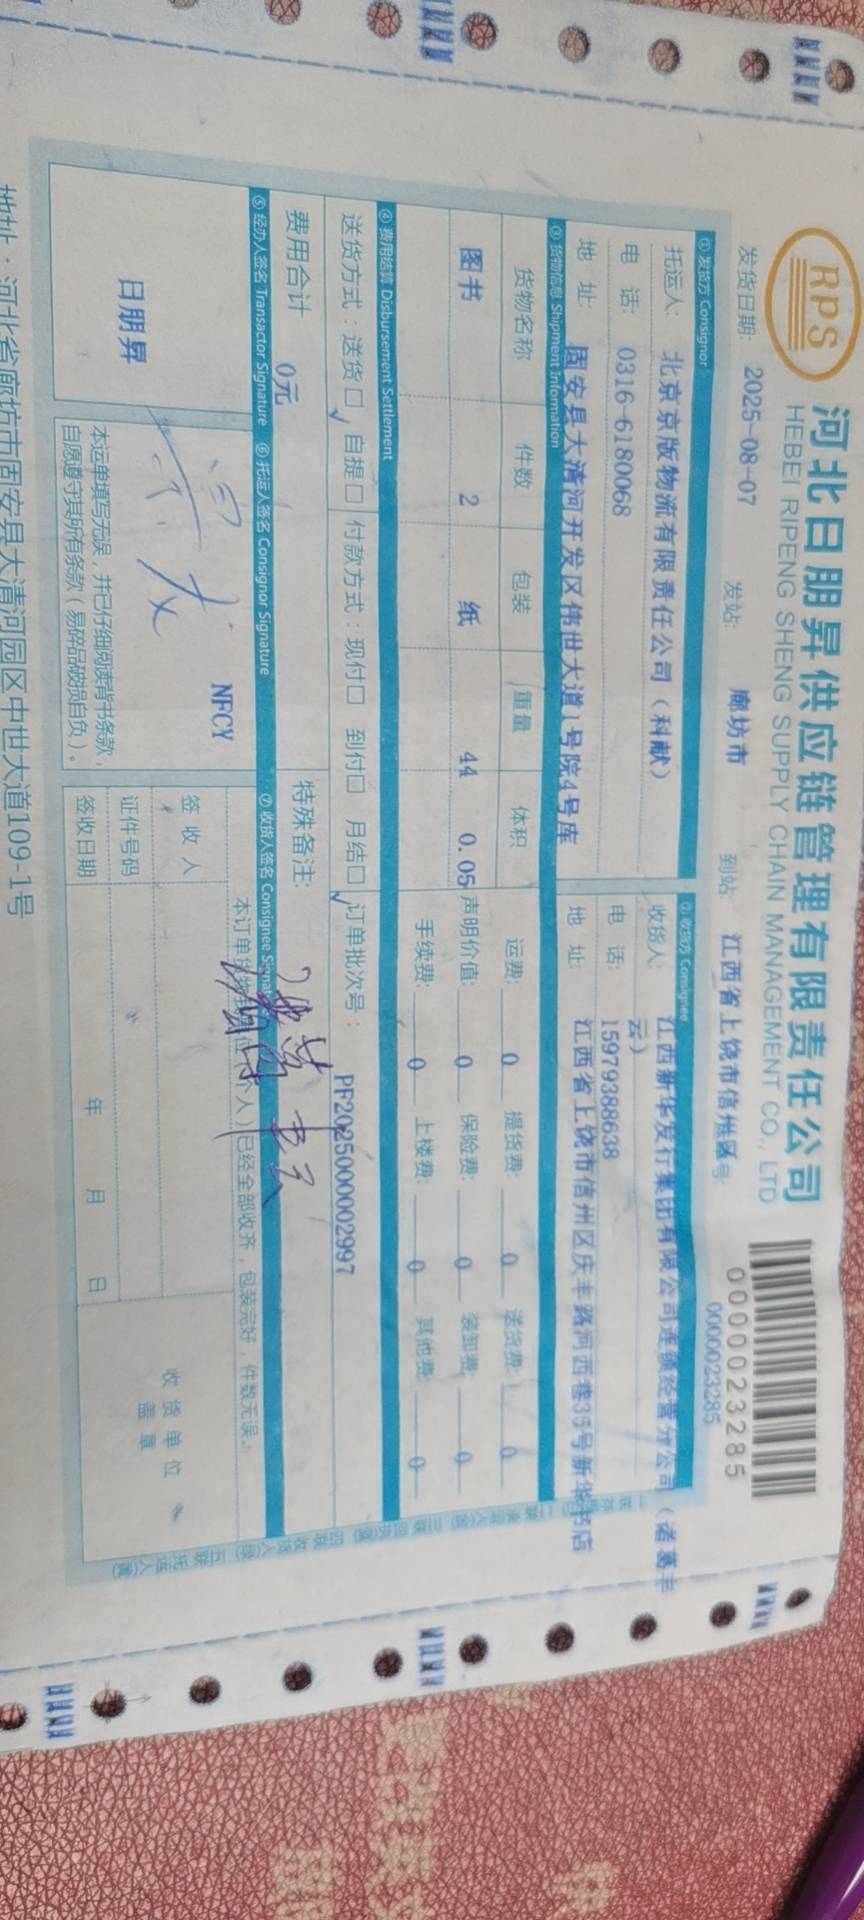 RPS
河北日朋昇供应链管理有限责任公司
HEBEI RIPENG SHENG SUPPLY CHAIN MANAGEMENT CO., LTD
0000023285
0000023285
发货日期: 2025-08-07 发站: 廊坊市 到站: 江西省上饶市信州区 号:
① 发货方 Consignor
托运人: 北京京版物流有限责任公司（科献）
电 话: 0316-6180068
地 址: 固安县大清河开发区伟世大道1号院4号库
② 收货方 Consignee
收货人: 江西新华发行集团有限公司连锁经营分公司（诸葛丰
云）
电 话: 15979388638
地 址: 江西省上饶市信州区庆丰路河西巷35号新华书店
③ 货物信息 Shipment Information
货物名称 件数 包装 重量 体积
图书 2 纸 44 0.05
运费: 0 提货费: 0 送货费: 0
声明价值: 0 保险费: 0 装卸费: 0
手续费: 0 上楼费: 0 其他费: 0
④ 费用结算 Disbursement Settlement
送货方式：送货□ 自提□ 付款方式：现付□ 到付□ 月结□ 订单批次号： PF2025000002997
费用合计 0元 特殊备注:
⑤ 经办人签名 Transactor Signature ⑥ 托运人签名 Consignor Signature ⑦ 收货人签名 Consignee Signature
日朋昇
NFCY
本运单填写无误，并已仔细阅读背书条款，
自愿遵守其所有条款（易碎品破损自负）。
已经全部收齐，包装完好，件数无误。
签 收 人
证件号码
签收日期 年 月 日
收 货 单 位
盖 章
地址：河北省廊坊市固安县大清河园区中世大道109-1号